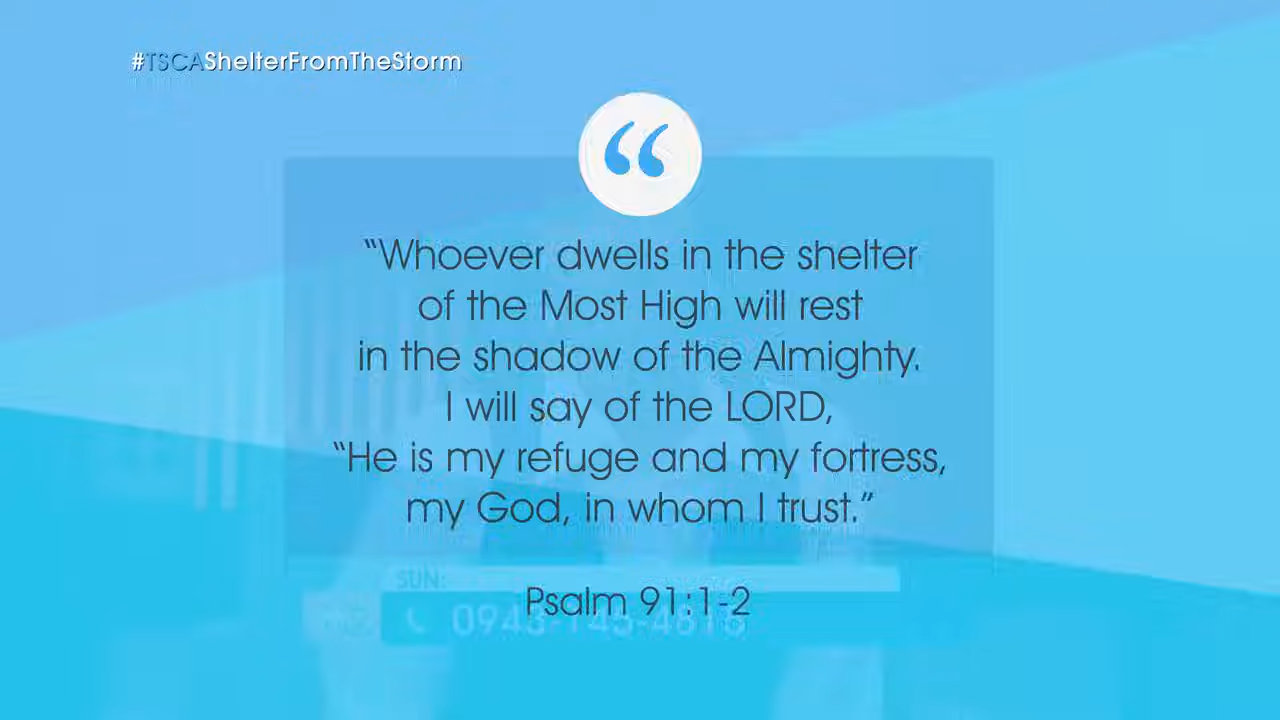 #TSCAShelterFromTheStorm
“Whoever dwells in the shelter
of the Most High will rest
in the shadow of the Almighty.
I will say of the LORD,
“He is my refuge and my fortress,
my God, in whom I trust.”
SUN:
Psalm 91:1-2